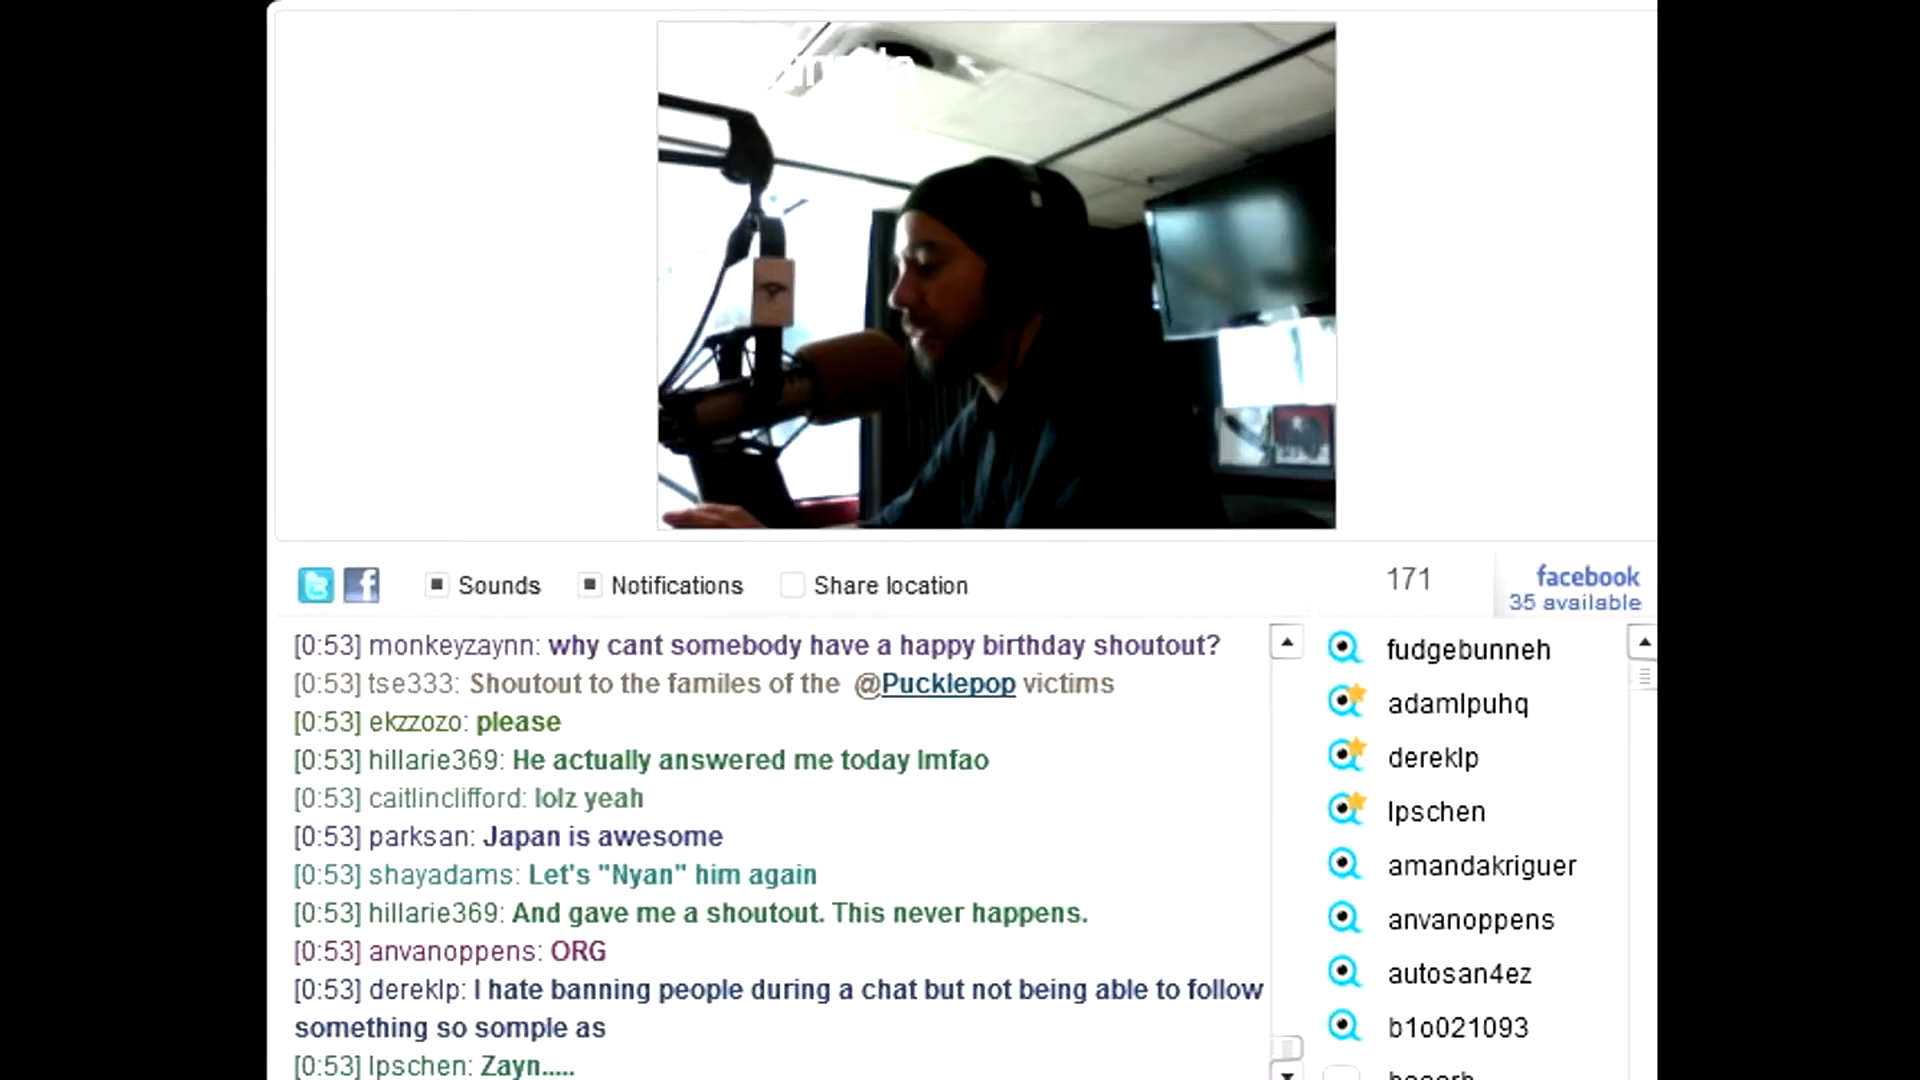 Sounds
Notifications
Share location
171
facebook
35 available
[0:53] monkeyzaynn: why cant somebody have a happy birthday shoutout?
[0:53] tse333: Shoutout to the familes of the @Pucklepop victims
[0:53] ekzzozo: please
[0:53] hillarie369: He actually answered me today lmfao
[0:53] caitlinclifford: lolz yeah
[0:53] parksan: Japan is awesome
[0:53] shayadams: Let's "Nyan" him again
[0:53] hillarie369: And gave me a shoutout. This never happens.
[0:53] anvanoppens: ORG
[0:53] dereklp: I hate banning people during a chat but not being able to follow
something so somple as
[0:53] lpschen: Zayn.....
fudgebunneh
adamlpuhq
dereklp
lpschen
amandakriguer
anvanoppens
autosan4ez
b1o021093